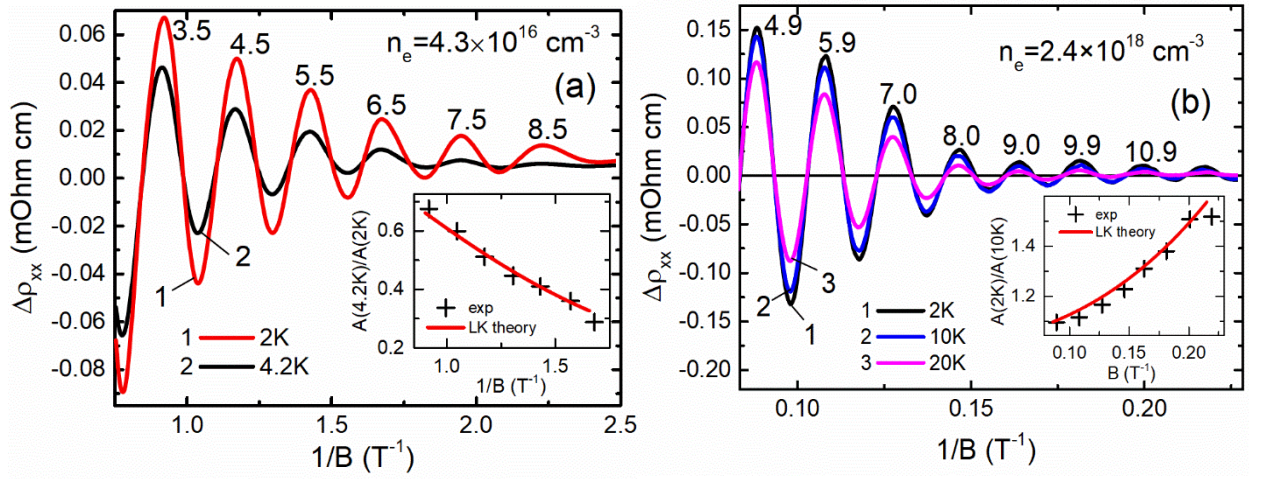 0.06
0.04
0.02
0.00
-0.02
-0.04
-0.06
-0.08
Δρxx (mOhm cm)
3.5
4.5
5.5
6.5
7.5
8.5
ne=4.3×10^16 cm^-3
(a)
2
1
1 2K
2 4.2K
A(4.2K)/A(2K)
0.6
0.4
0.2
exp
LK theory
1.0
1.5
1/B (T^-1)
1.0
1.5
2.0
2.5
1/B (T^-1)
0.15
0.10
0.05
0.00
-0.05
-0.10
-0.15
-0.20
Δρxx (mOhm cm)
4.9
5.9
7.0
8.0
9.0
9.9
10.9
ne=2.4×10^18 cm^-3
(b)
2
3
1
1 2K
2 10K
3 20K
A(2K)/A(10K)
1.4
1.2
exp
LK theory
0.10
0.15
0.20
B (T^-1)
0.10
0.15
0.20
1/B (T^-1)